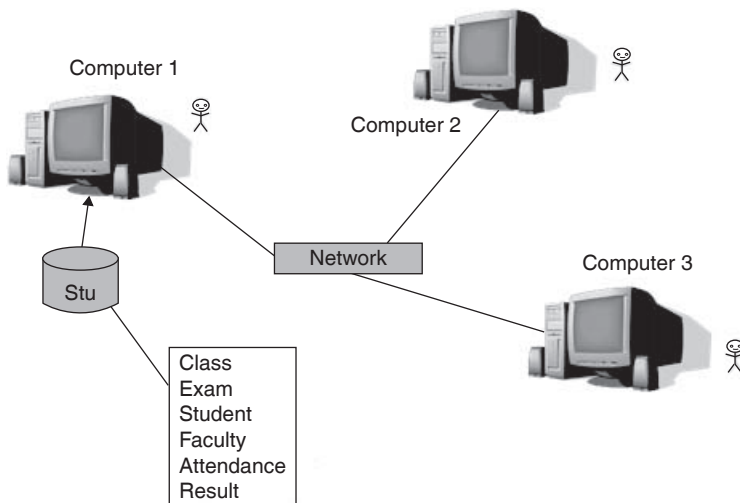 Computer 1
Computer 2
Network
Computer 3
Stu
Class
Exam
Student
Faculty
Attendance
Result